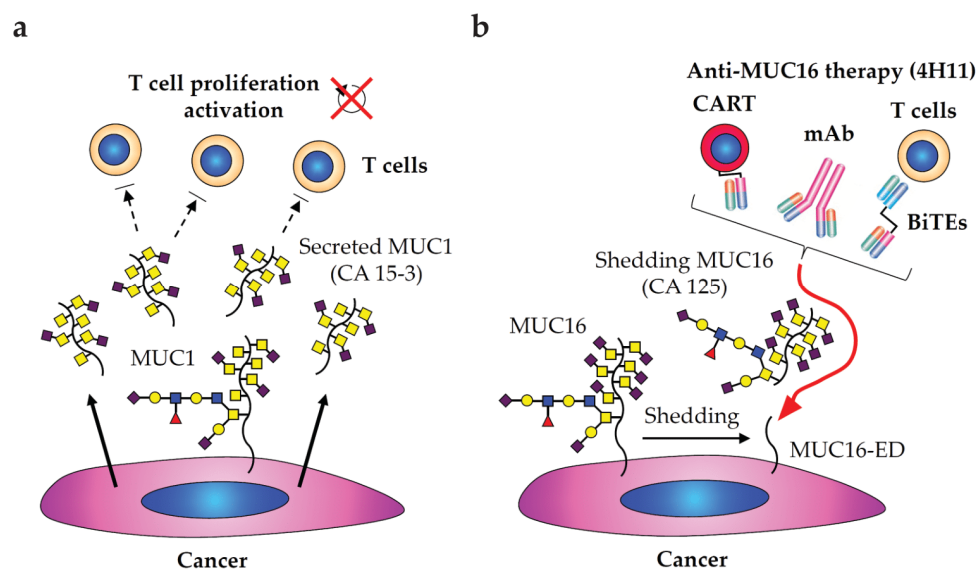 a
T cell proliferation
activation
T cells
Secreted MUC1
(CA 15-3)
MUC1
Cancer
b
Anti-MUC16 therapy (4H11)
CART
mAb
T cells
BiTEs
Shedding MUC16
(CA 125)
MUC16
Shedding
MUC16-ED
Cancer